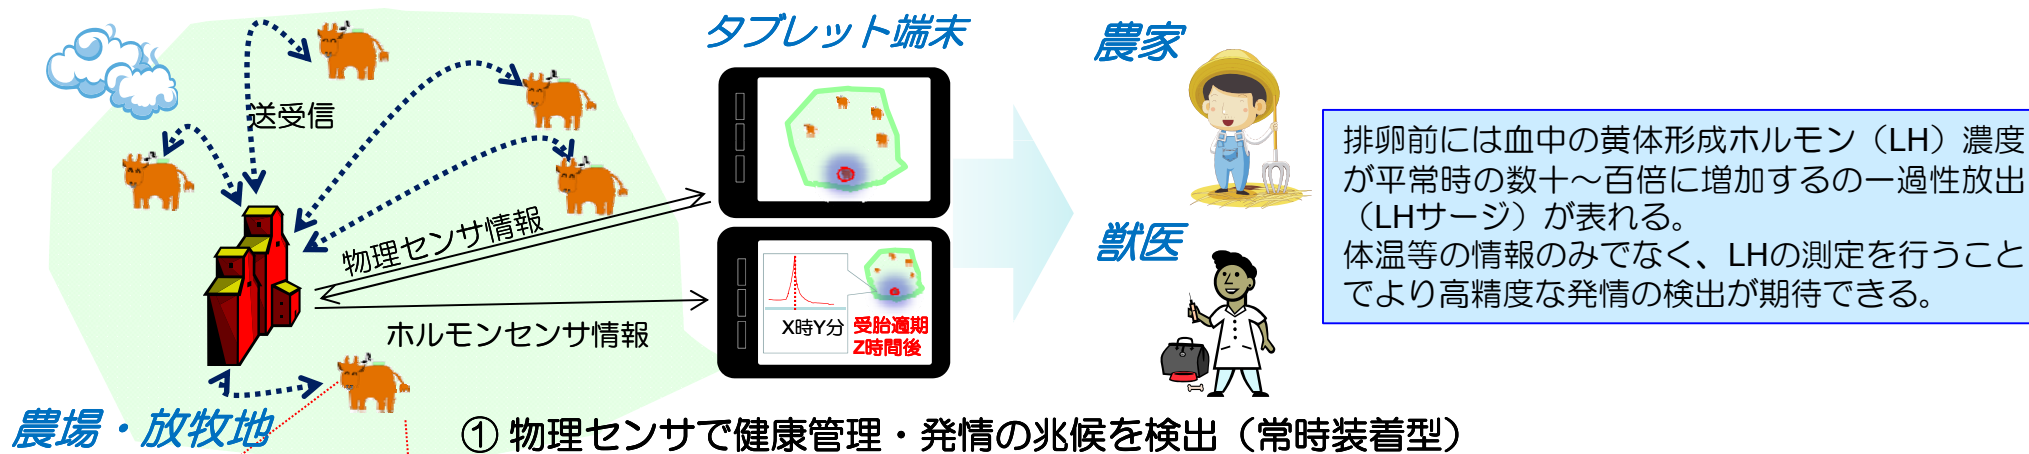 タブレット端末
農家
送受信
排卵前には血中の黄体形成ホルモン（LH）濃度
が平常時の数十～百倍に増加するの一過性放出
（LHサージ）が表れる。
体温等の情報のみでなく、LHの測定を行うこと
でより高精度な発情の検出が期待できる。
物理センサ情報
獣医
X時Y分
受胎適期
Z時間後
ホルモンセンサ情報
農場・放牧地
① 物理センサで健康管理・発情の兆候を検出（常時装着型）